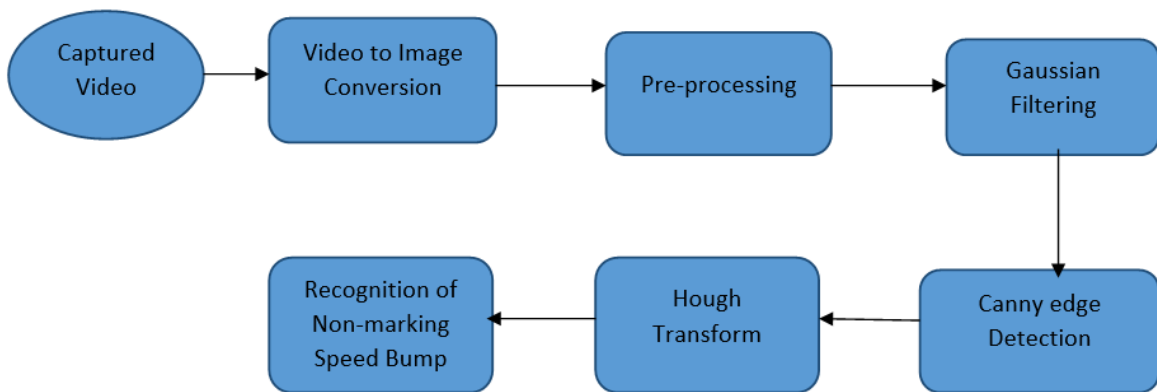 Captured
Video
Video to Image
Conversion
Pre-processing
Gaussian
Filtering
Canny edge
Detection
Hough
Transform
Recognition of
Non-marking
Speed Bump